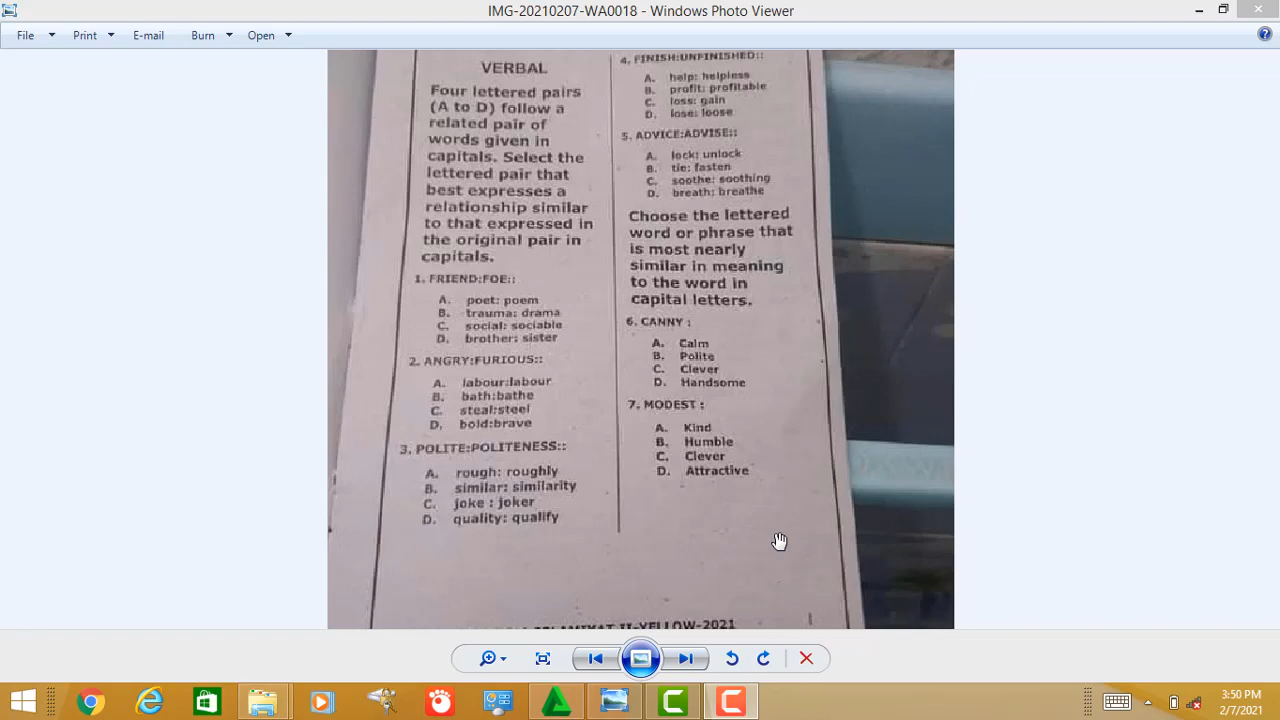 IMG-20210207-WA0018 - Windows Photo Viewer
File Print E-mail Burn Open
VERBAL
Four lettered pairs
(A to D) follow a
related pair of
words given in
capitals. Select the
lettered pair that
best expresses a
relationship similar
to that expressed in
the original pair in
capitals.
1. FRIEND:FOE::
A. poet: poem
B. trauma: drama
C. social: sociable
D. brother: sister
2. ANGRY:FURIOUS::
A. labour:labour
B. bath:bathe
C. steal:steel
D. bold:brave
3. POLITE:POLITENESS::
A. rough: roughly
B. similar: similarity
C. joke : joker
D. quality: qualify
4. FINISH:UNFINISHED::
A. help: helpless
B. profit: profitable
C. loss: gain
D. lose: loose
5. ADVICE:ADVISE::
A. lock: unlock
B. tie: fasten
C. soothe: soothing
D. breath: breathe
Choose the lettered
word or phrase that
is most nearly
similar in meaning
to the word in
capital letters.
6. CANNY :
A. Calm
B. Polite
C. Clever
D. Handsome
7. MODEST :
A. Kind
B. Humble
C. Clever
D. Attractive
II-YELLOW-2021
3:50 PM
2/7/2021